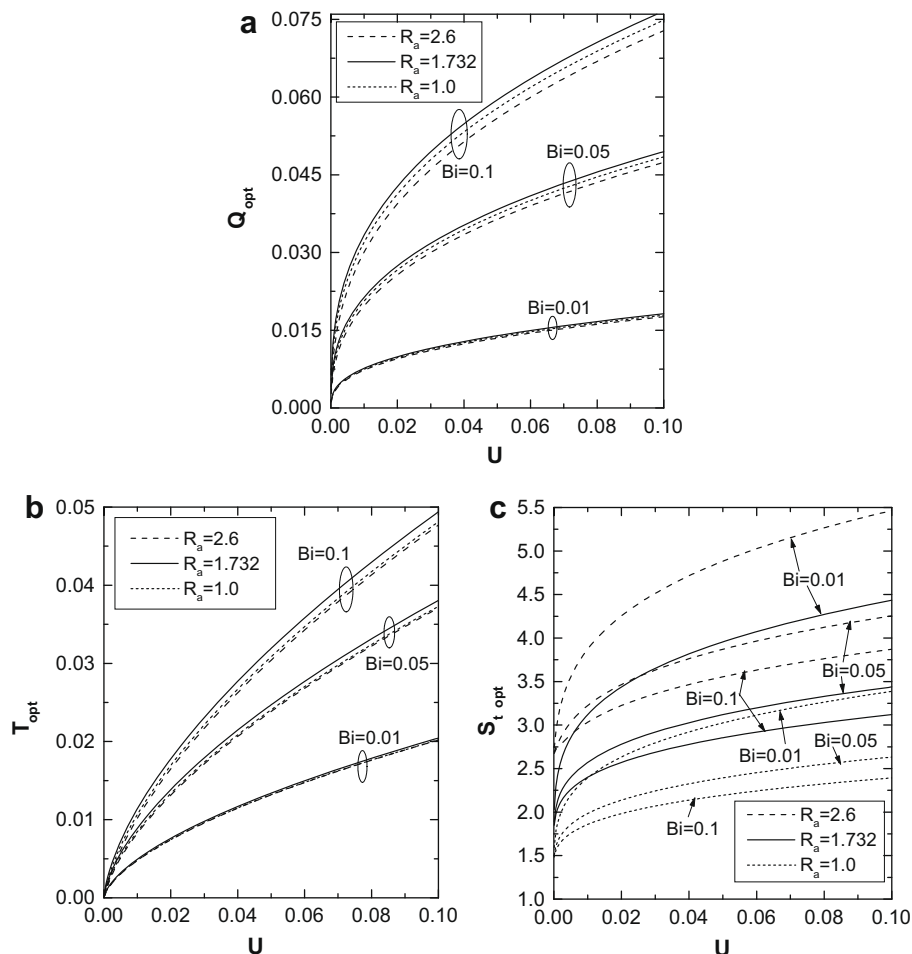 a
0.075
0.060
0.045
0.030
0.015
0.000
Q_opt
R_a=2.6
R_a=1.732
R_a=1.0
Bi=0.1
Bi=0.05
Bi=0.01
0.00 0.02 0.04 0.06 0.08 0.10
U
b
0.05
0.04
0.03
0.02
0.01
0.00
T_opt
R_a=2.6
R_a=1.732
R_a=1.0
Bi=0.1
Bi=0.05
Bi=0.01
0.00 0.02 0.04 0.06 0.08 0.10
U
c
5.5
5.0
4.5
4.0
3.5
3.0
2.5
2.0
1.5
1.0
S_t opt
Bi=0.01
Bi=0.05
Bi=0.1
Bi=0.01
Bi=0.05
Bi=0.1
R_a=2.6
R_a=1.732
R_a=1.0
0.00 0.02 0.04 0.06 0.08 0.10
U